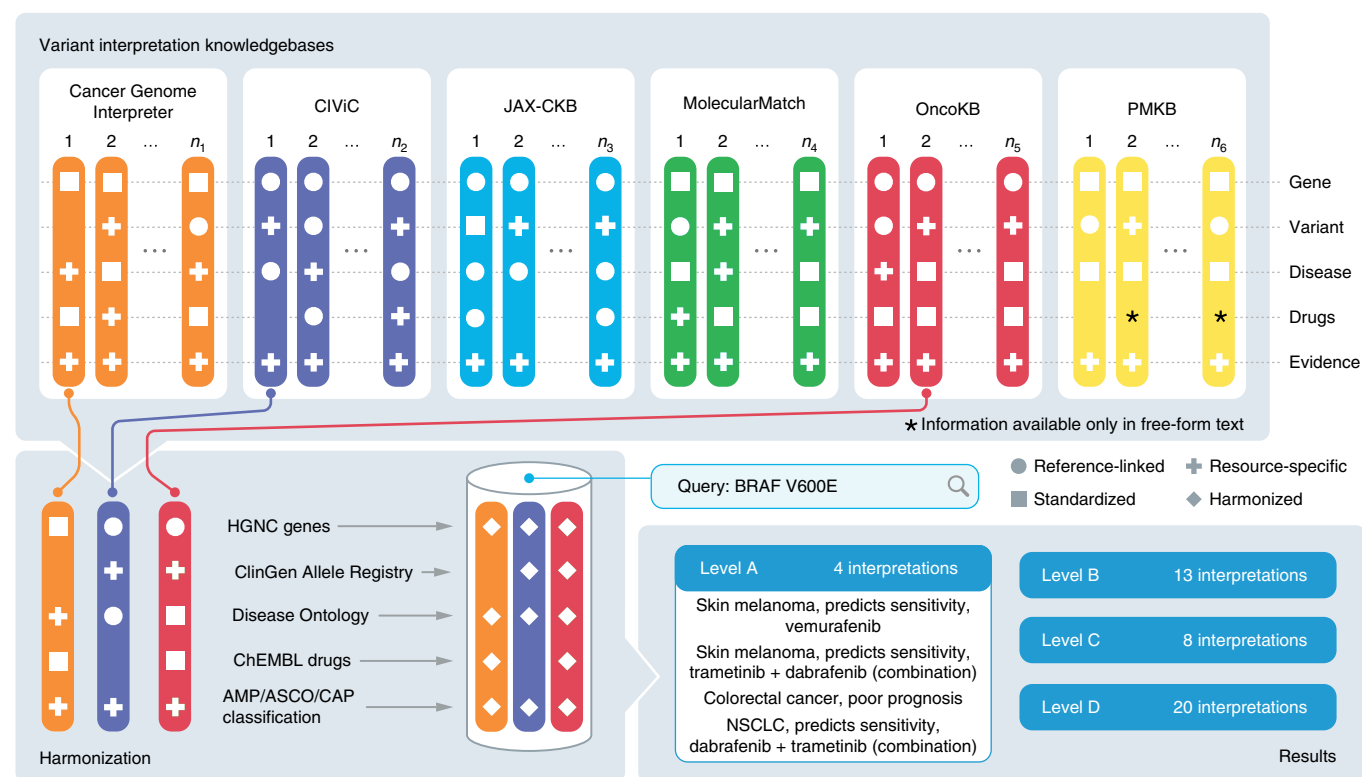 Variant interpretation knowledgebases
Cancer Genome
Interpreter
1 2 ... n1
CIViC
1 2 ... n2
JAX-CKB
1 2 ... n3
MolecularMatch
1 2 ... n4
OncoKB
1 2 ... n5
PMKB
1 2 ... n6
Gene
Variant
... ... ... ... ... ...
Disease
Drugs
* *
Evidence
* Information available only in free-form text
Reference-linked
Resource-specific
Standardized
Harmonized
Query: BRAF V600E
HGNC genes
ClinGen Allele Registry
Disease Ontology
ChEMBL drugs
AMP/ASCO/CAP
classification
Harmonization
Level A 4 interpretations
Skin melanoma, predicts sensitivity,
vemurafenib
Skin melanoma, predicts sensitivity,
trametinib + dabrafenib (combination)
Colorectal cancer, poor prognosis
NSCLC, predicts sensitivity,
dabrafenib + trametinib (combination)
Level B 13 interpretations
Level C 8 interpretations
Level D 20 interpretations
Results